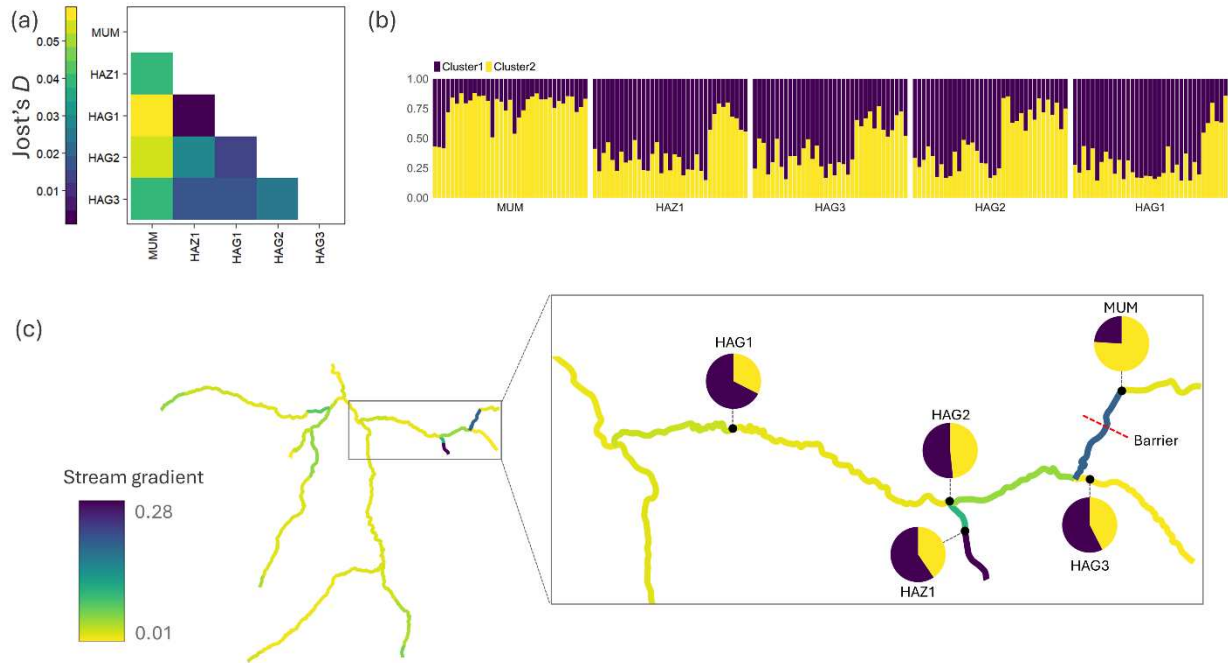 (a)
Jost's D
0.05
0.04
0.03
0.02
0.01
MUM
HAZ1
HAG1
HAG2
HAG3
MUM
HAZ1
HAG1
HAG2
HAG3
(b)
Cluster1 Cluster2
1.00
0.75
0.50
0.25
0.00
MUM HAZ1 HAG3 HAG2 HAG1
(c)
Stream gradient
0.28
0.01
MUM
HAG1
HAG2
Barrier
HAZ1
HAG3